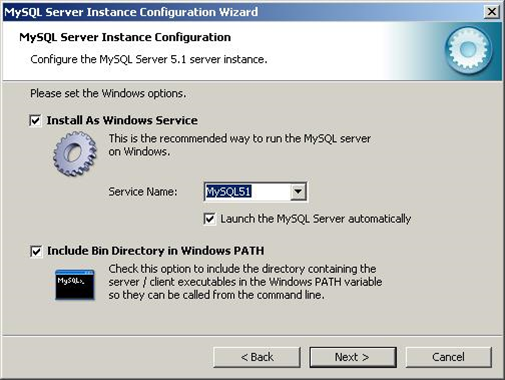 MySQL Server Instance Configuration Wizard
MySQL Server Instance Configuration
Configure the MySQL Server 5.1 server instance.
Please set the Windows options.
Install As Windows Service
This is the recommended way to run the MySQL server
on Windows.
Service Name:
MySQL51
Launch the MySQL Server automatically
Include Bin Directory in Windows PATH
MySQL>_
Check this option to include the directory containing the
server / client executables in the Windows PATH variable
so they can be called from the command line.
< Back
Next >
Cancel